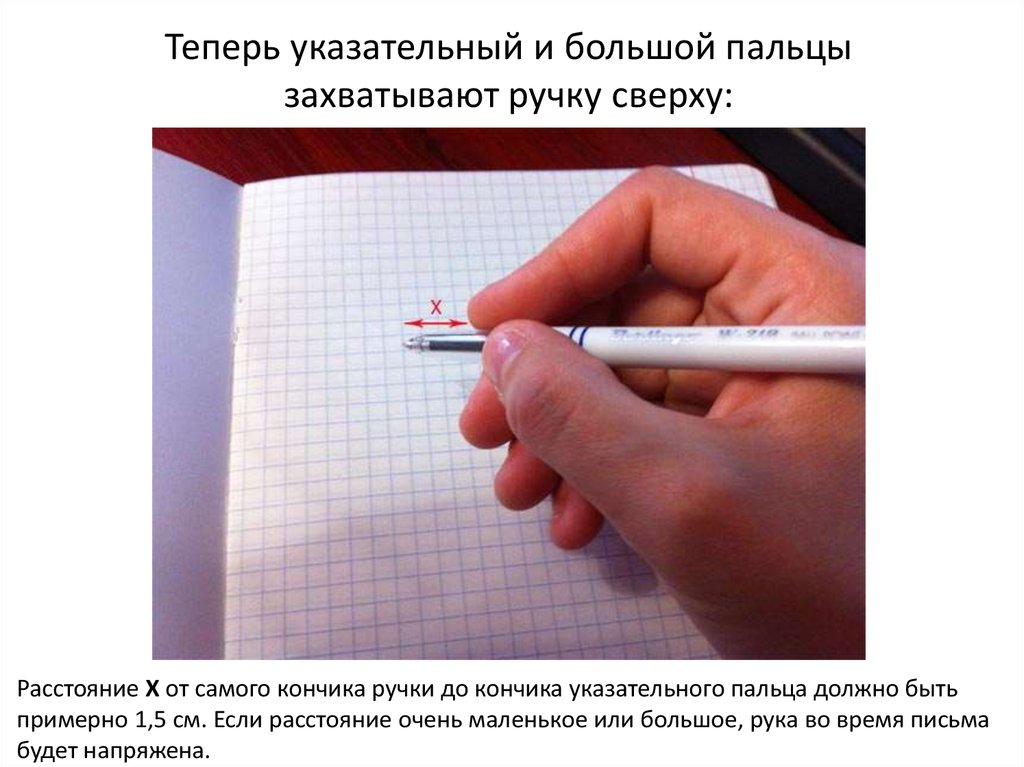 Теперь указательный и большой пальцы
захватывают ручку сверху:
X
Расстояние X от самого кончика ручки до кончика указательного пальца должно быть
примерно 1,5 см. Если расстояние очень маленькое или большое, рука во время письма
будет напряжена.